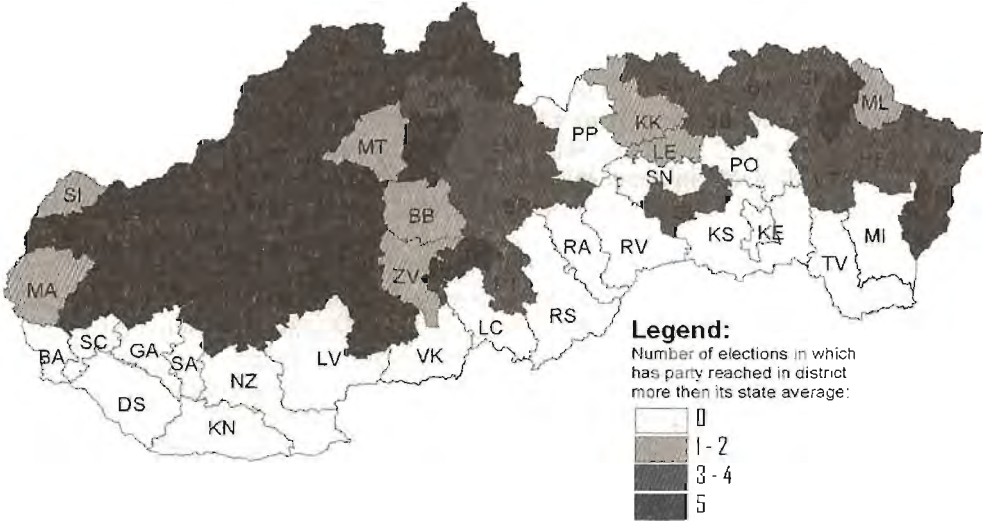 PP
KK
ML
MT
LE
SN
PO
SI
BB
RA
RV
KS
KE
MI
ZV
TV
MA
RS
LC
SC
GA
BA
SA
LV
VK
NZ
DS
KN
Legend:
Number of elections in which
has party reached in district
more then its state average:
0
1 - 2
3 - 4
5